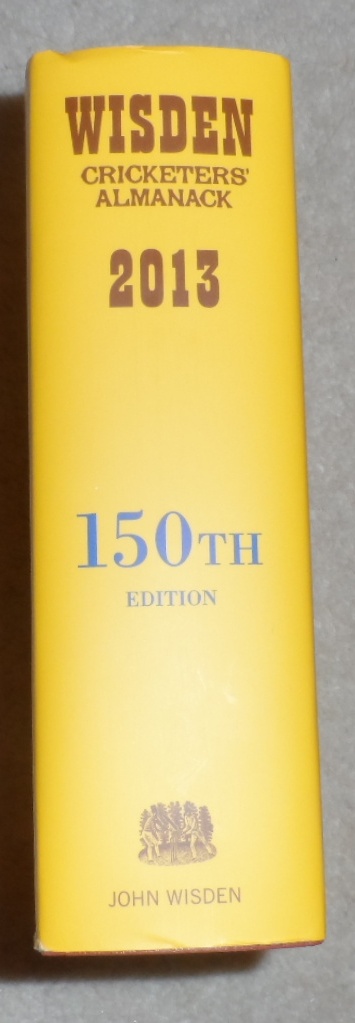 WISDEN
CRICKETERS'
ALMANACK
2013
150TH
EDITION
JOHN WISDEN